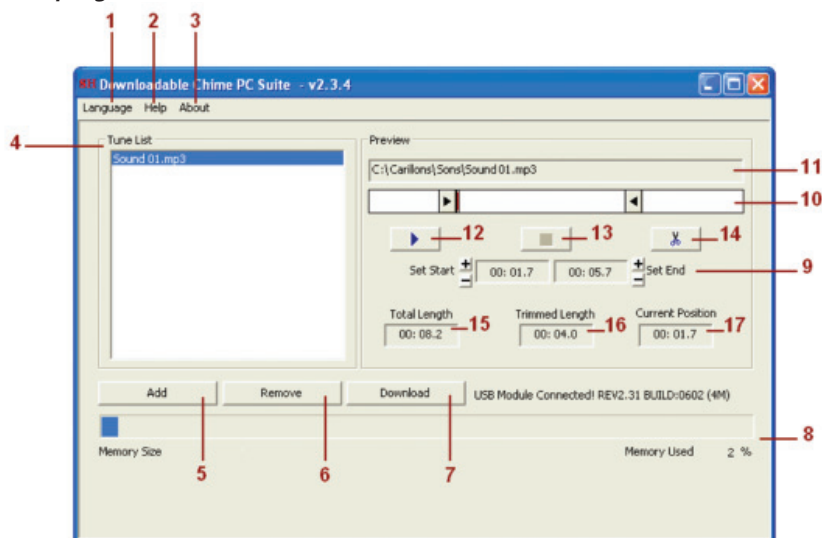 1 2 3
RH Downloadable Chime PC Suite - v2.3.4
Language Help About
4 Tune List Preview
Sound 01.mp3
C:\Carillons\Sons\Sound 01.mp3 11
10
12 13 14
Set Start + - 00: 01.7 00: 05.7 + - Set End 9
Total Length Trimmed Length Current Position
00: 08.2 15 00: 04.0 16 00: 01.7 17
Add Remove Download USB Module Connected! REV2.31 BUILD:0602 (4M)
8
Memory Size Memory Used 2 %
5 6 7